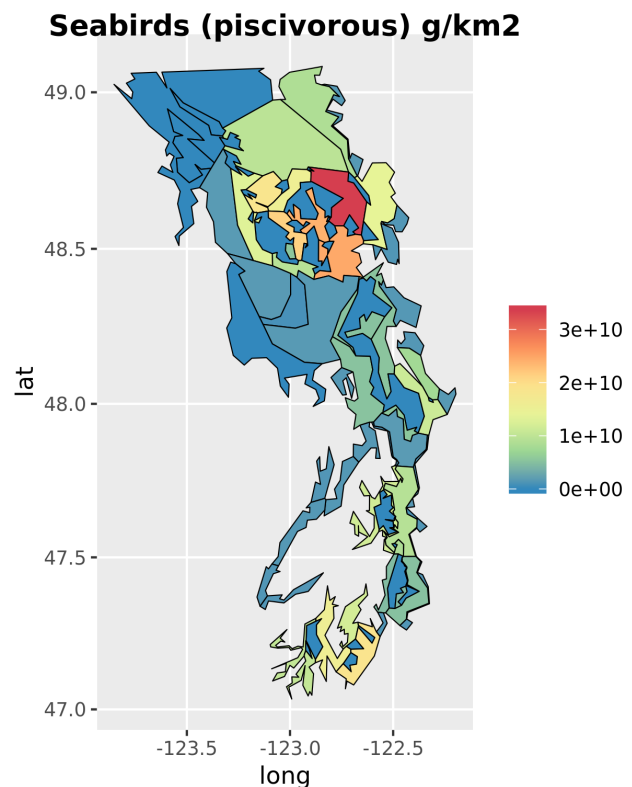 Seabirds (piscivorous) g/km2
49.0
48.5
48.0
47.5
47.0
lat
-123.5 -123.0 -122.5
long
3e+10
2e+10
1e+10
0e+00